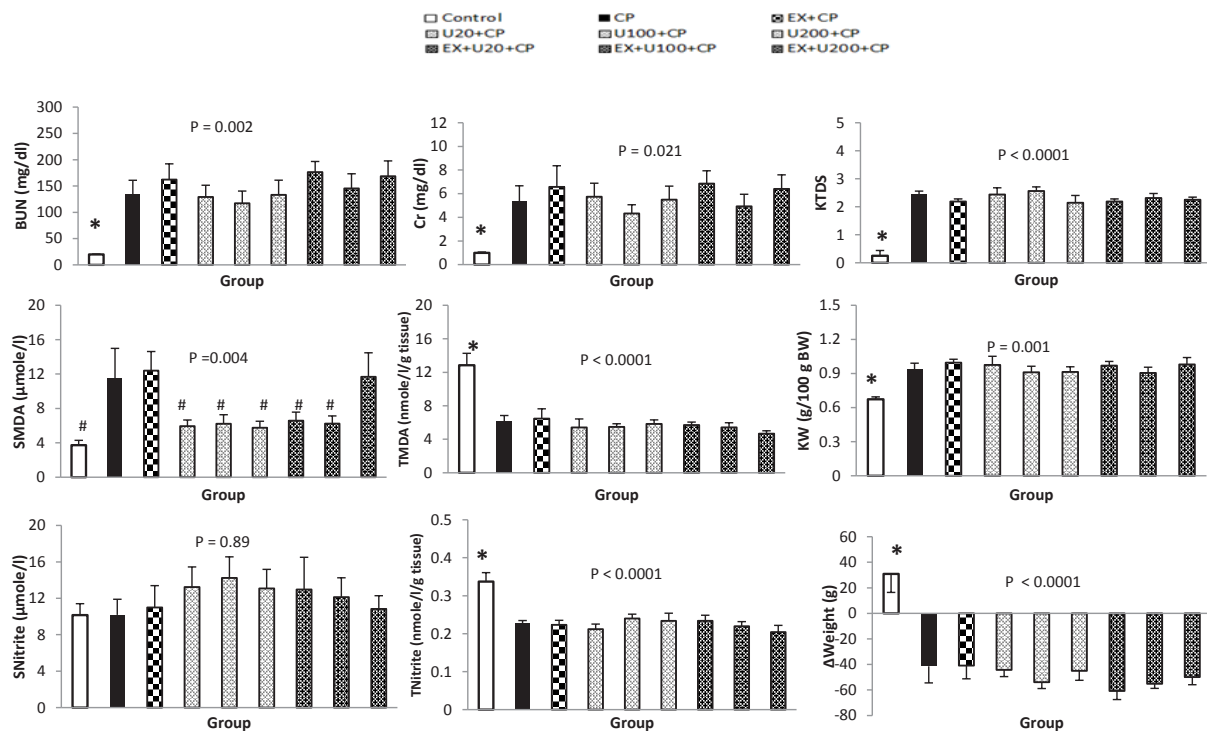 Control CP EX+CP
U20+CP U100+CP U200+CP
EX+U20+CP EX+U100+CP EX+U200+CP
BUN (mg/dl)
300
250
200
150
100
50
0
P = 0.002
*
Group
Cr (mg/dl)
12
10
8
6
4
2
0
P = 0.021
*
Group
KTDS
5
4
3
2
1
0
P < 0.0001
*
Group
SMDA (µmole/l)
20
16
12
8
4
0
P =0.004
# # # # # #
Group
TMDA (nmole/l/g tissue)
20
16
12
8
4
0
P < 0.0001
*
Group
KW (g/100 g BW)
1.5
1.2
0.9
0.6
0.3
0
P = 0.001
*
Group
SNitrite (µmole/l)
20
16
12
8
4
0
P = 0.89
Group
TNitrite (nmole/l/g tissue)
0.5
0.4
0.3
0.2
0.1
0
P < 0.0001
*
Group
ΔWeight (g)
60
40
20
0
-20
-40
-60
-80
P < 0.0001
*
Group